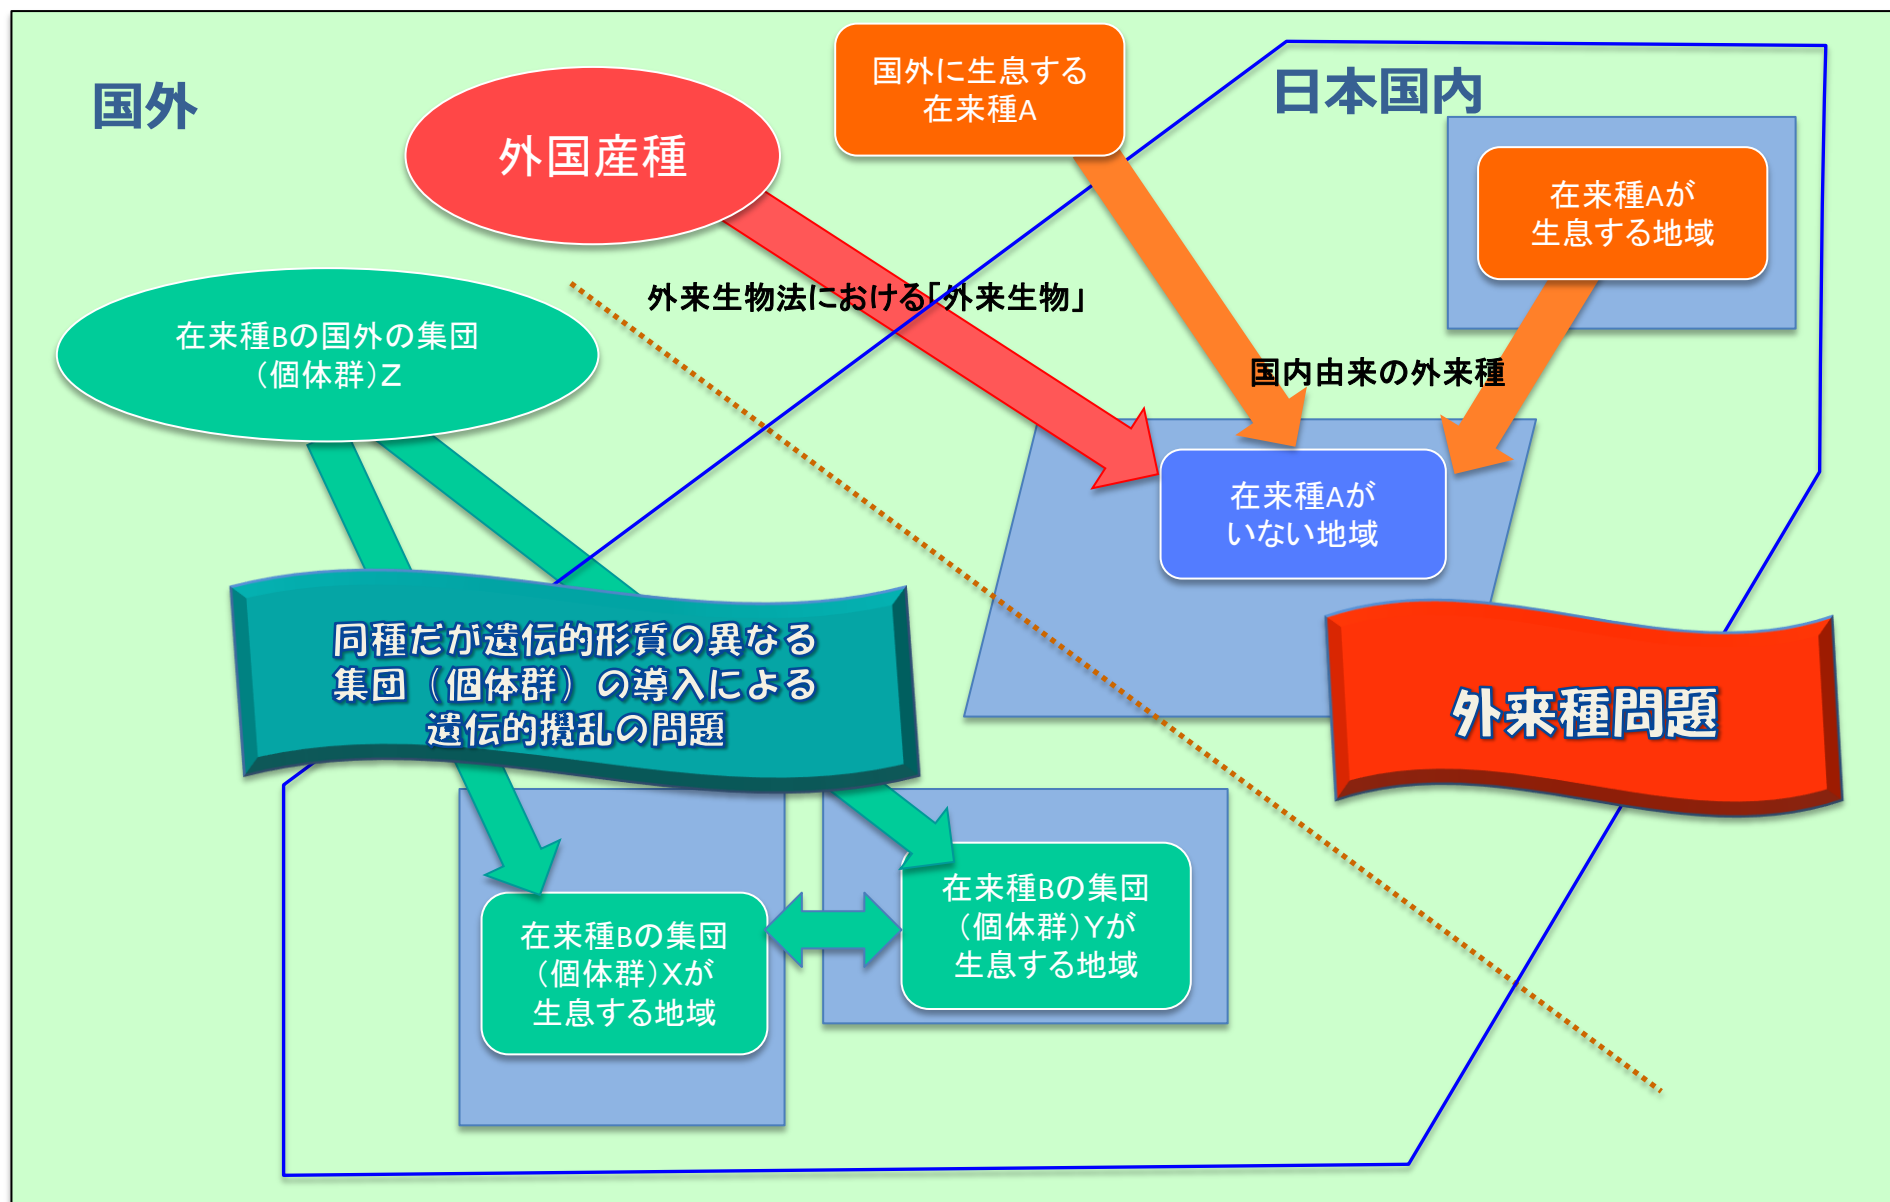 国外
日本国内
国外に生息する
在来種A
外国産種
在来種Aが
生息する地域
外来生物法における｢外来生物｣
在来種Bの国外の集団
（個体群）Z
国内由来の外来種
在来種Aが
いない地域
同種だが遺伝的形質の異なる
集団（個体群）の導入による
遺伝的攪乱の問題
外来種問題
在来種Bの集団
（個体群）Xが
生息する地域
在来種Bの集団
（個体群）Yが
生息する地域